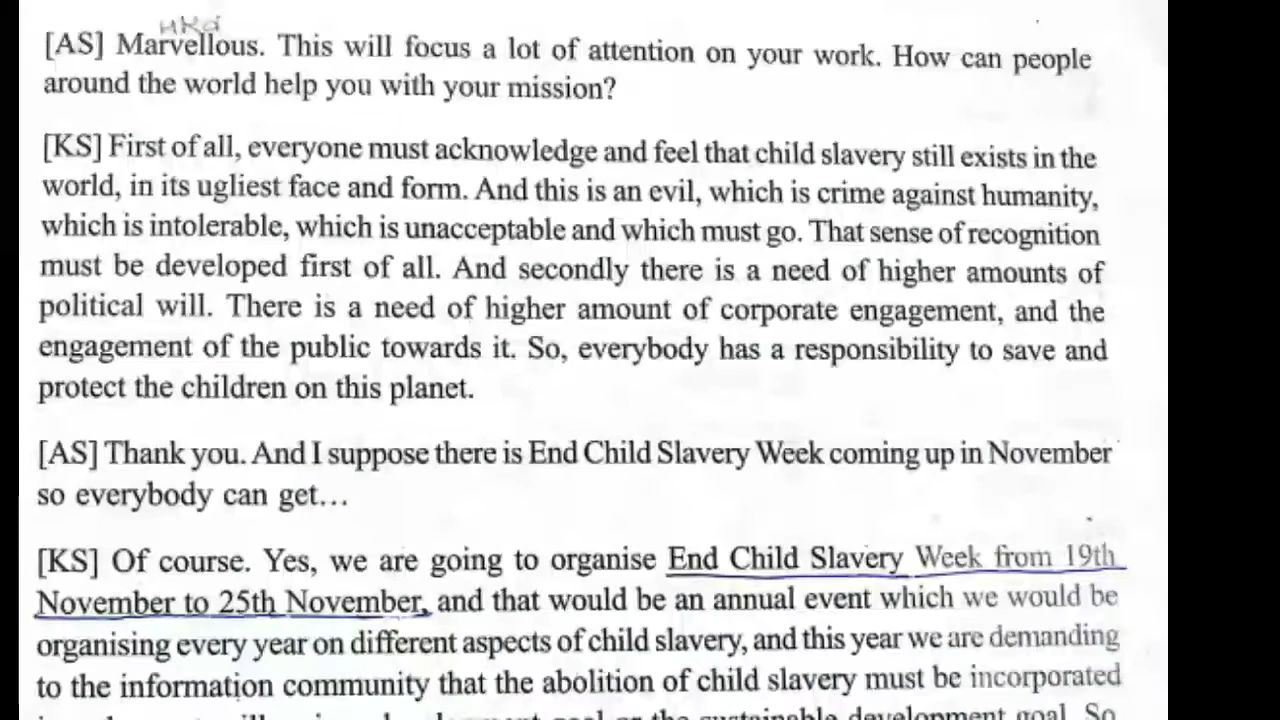 [AS] Marvellous. This will focus a lot of attention on your work. How can people
around the world help you with your mission?
[KS] First of all, everyone must acknowledge and feel that child slavery still exists in the
world, in its ugliest face and form. And this is an evil, which is crime against humanity,
which is intolerable, which is unacceptable and which must go. That sense of recognition
must be developed first of all. And secondly there is a need of higher amounts of
political will. There is a need of higher amount of corporate engagement, and the
engagement of the public towards it. So, everybody has a responsibility to save and
protect the children on this planet.
[AS] Thank you. And I suppose there is End Child Slavery Week coming up in November
so everybody can get...
[KS] Of course. Yes, we are going to organise End Child Slavery Week from 19th
November to 25th November, and that would be an annual event which we would be
organising every year on different aspects of child slavery, and this year we are demanding
to the information community that the abolition of child slavery must be incorporated
sustainable development goal. So